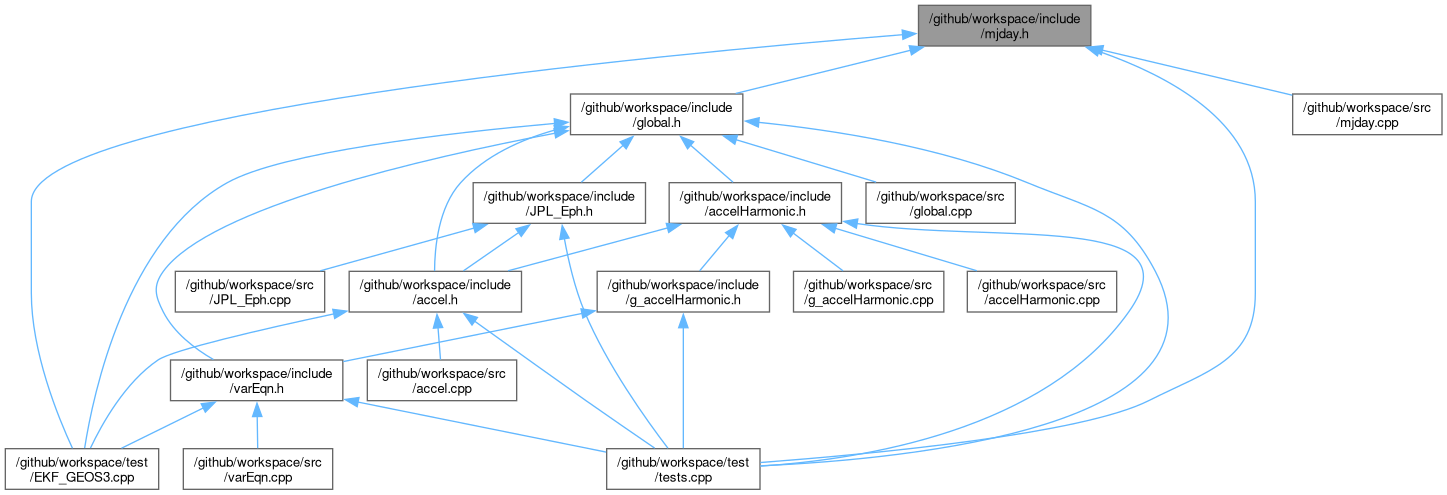 /github/workspace/include
/mjday.h
/github/workspace/include
/global.h
/github/workspace/src
/mjday.cpp
/github/workspace/include
/JPL_Eph.h
/github/workspace/include
/accelHarmonic.h
/github/workspace/src
/global.cpp
/github/workspace/src
/JPL_Eph.cpp
/github/workspace/include
/accel.h
/github/workspace/include
/g_accelHarmonic.h
/github/workspace/src
/g_accelHarmonic.cpp
/github/workspace/src
/accelHarmonic.cpp
/github/workspace/include
/varEqn.h
/github/workspace/src
/accel.cpp
/github/workspace/test
/EKF_GEOS3.cpp
/github/workspace/src
/varEqn.cpp
/github/workspace/test
/tests.cpp